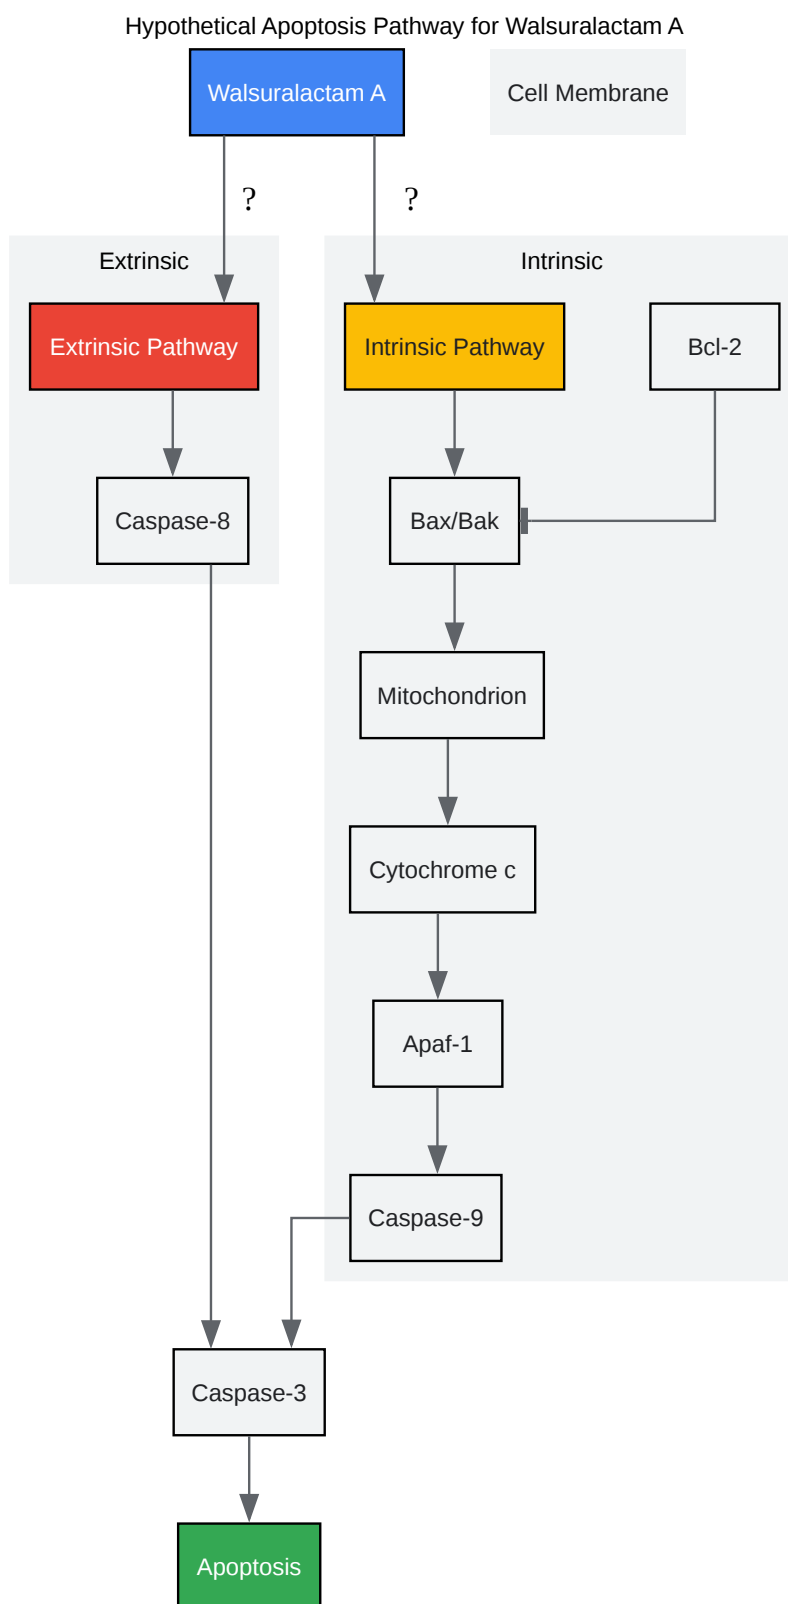 Hypothetical Apoptosis Pathway for Walsuralactam A
Walsuralactam A
Cell Membrane
?
?
Extrinsic
Intrinsic
Extrinsic Pathway
Intrinsic Pathway
Bcl-2
Caspase-8
Bax/Bak
Mitochondrion
Cytochrome c
Apaf-1
Caspase-9
Caspase-3
Apoptosis